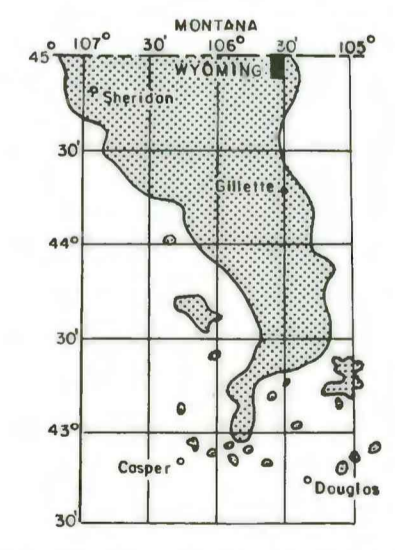 MONTANA
107° 30' 106° 30' 105°
45°
WYOMING
Sheridan
30'
Gillette
44°
30'
43°
Casper
Douglas
30'